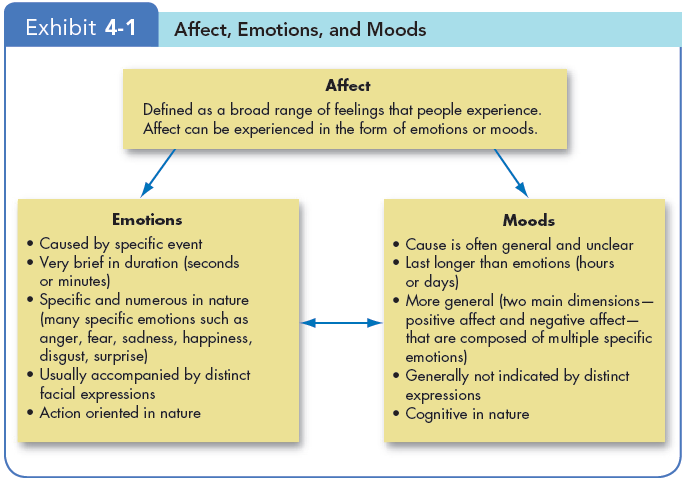 Exhibit 4-1
Affect, Emotions, and Moods
Affect
Defined as a broad range of feelings that people experience.
Affect can be experienced in the form of emotions or moods.
Emotions
• Caused by specific event
• Very brief in duration (seconds
or minutes)
• Specific and numerous in nature
(many specific emotions such as
anger, fear, sadness, happiness,
disgust, surprise)
• Usually accompanied by distinct
facial expressions
• Action oriented in nature
Moods
• Cause is often general and unclear
• Last longer than emotions (hours
or days)
• More general (two main dimensions—
positive affect and negative affect—
that are composed of multiple specific
emotions)
• Generally not indicated by distinct
expressions
• Cognitive in nature